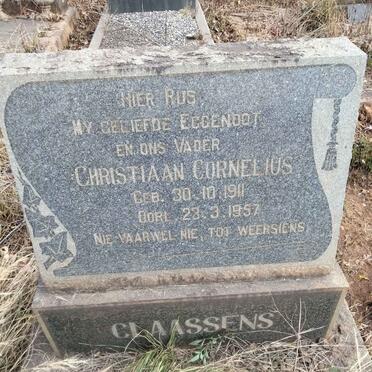 HIER RUS
MY GELIEFDE EGGENOOT
EN ONS VADER
CHRISTIAAN CORNELIUS
GEB. 30.10.1911
OORL. 23.3.1957
NIE VAARWEL NIE, TOT WEERSIENS
CLAASSENS